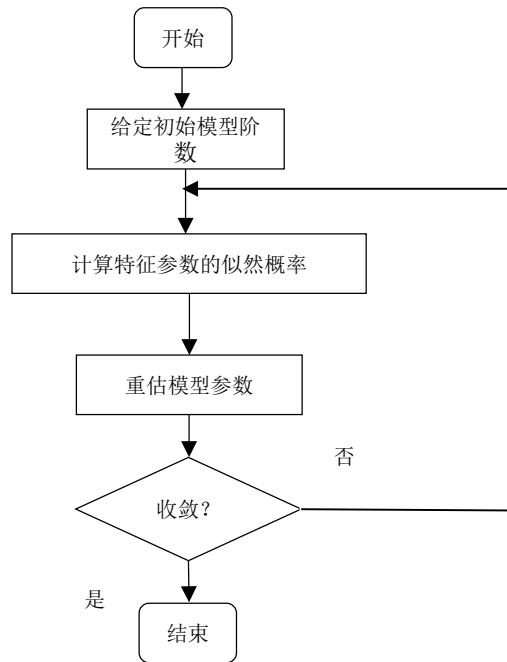 开始
给定初始模型阶
数
计算特征参数的似然概率
重估模型参数
否
收敛？
是
结束